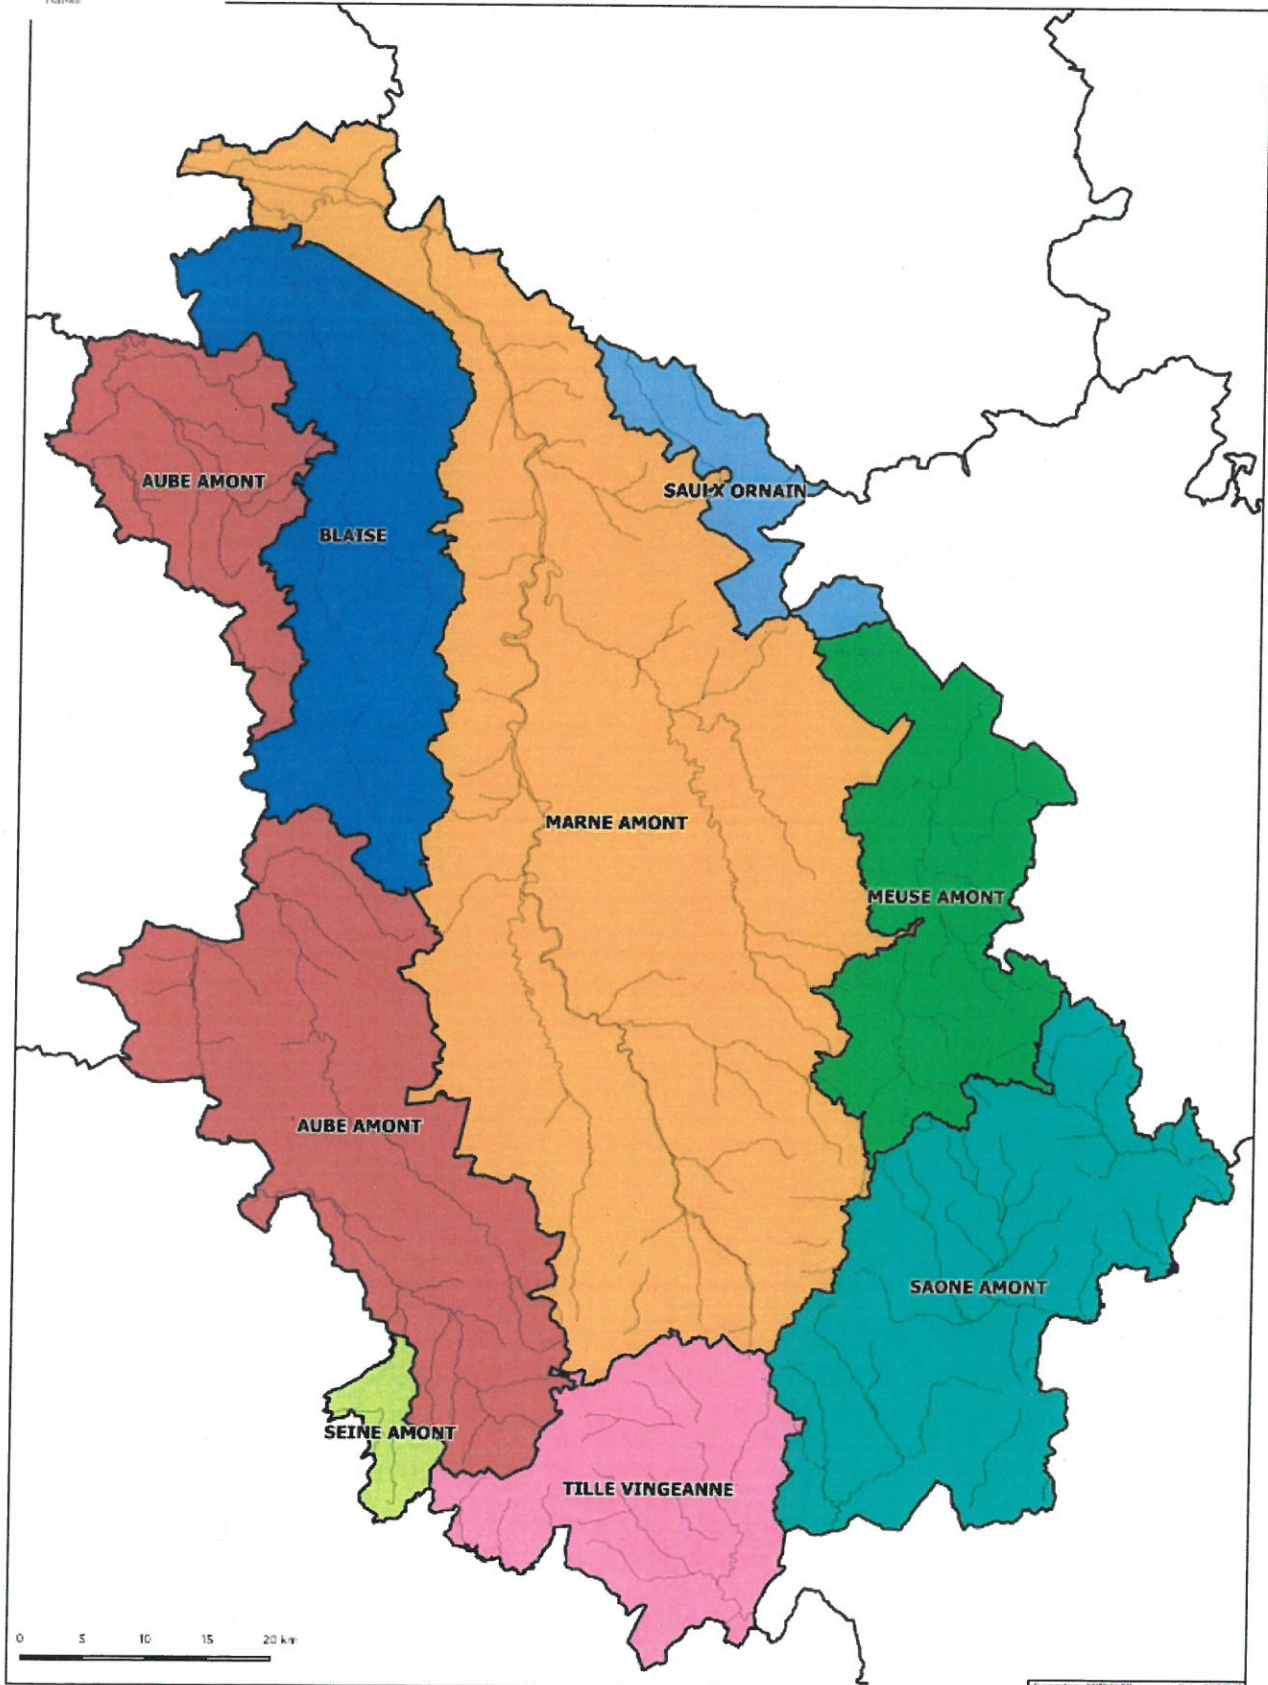 AUBE AMONT
SAULX ORNAIN
BLAISE
MARNE AMONT
MEUSE AMONT
AUBE AMONT
SAONE AMONT
SEINE AMONT
TILLE VINGEANNE
0 5 10 15 20 km